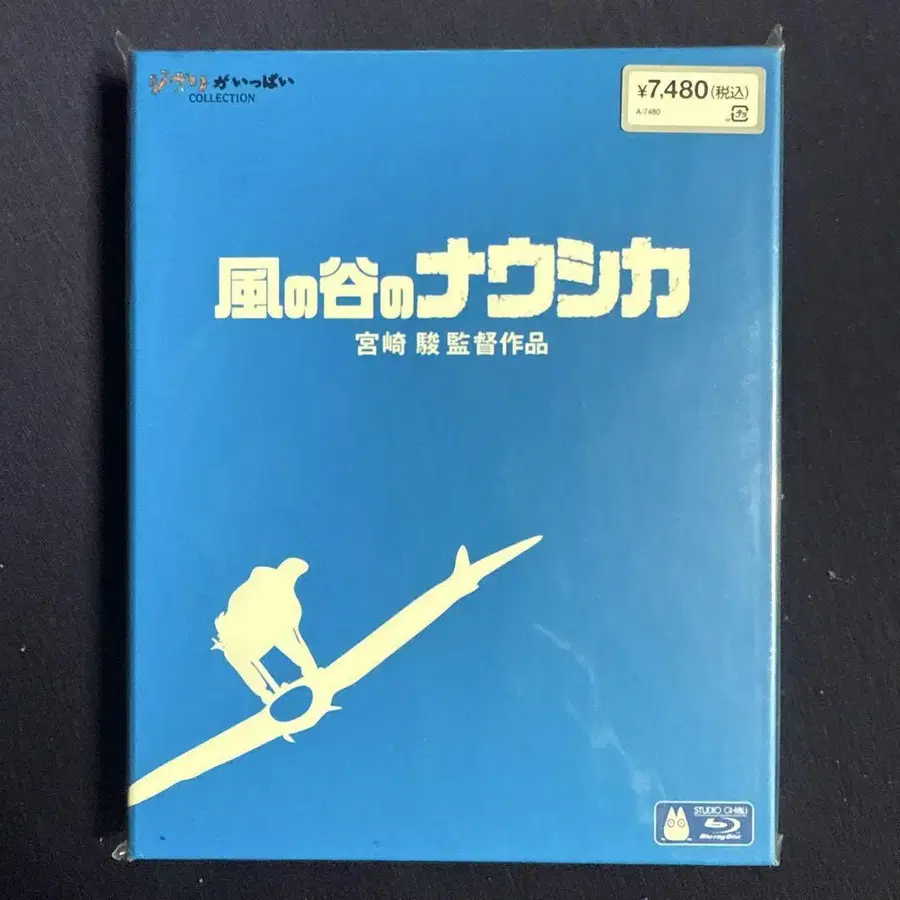 ジブリがいっぱい
COLLECTION
¥7,480(税込)
A-7480
風の谷のナウシカ
宮崎 駿 監督作品
STUDIO GHIBLI
Blu-ray Disc